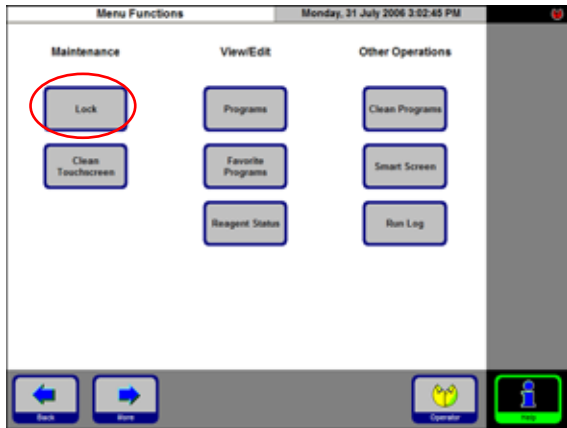 Menu Functions
Monday, 31 July 2006 3:02:45 PM
Maintenance
View/Edit
Other Operations
Lock
Programs
Clean Programs
Clean
Touchscreen
Favorite
Programs
Smart Screen
Reagent Status
Run Log
Back
More
Operator
Help